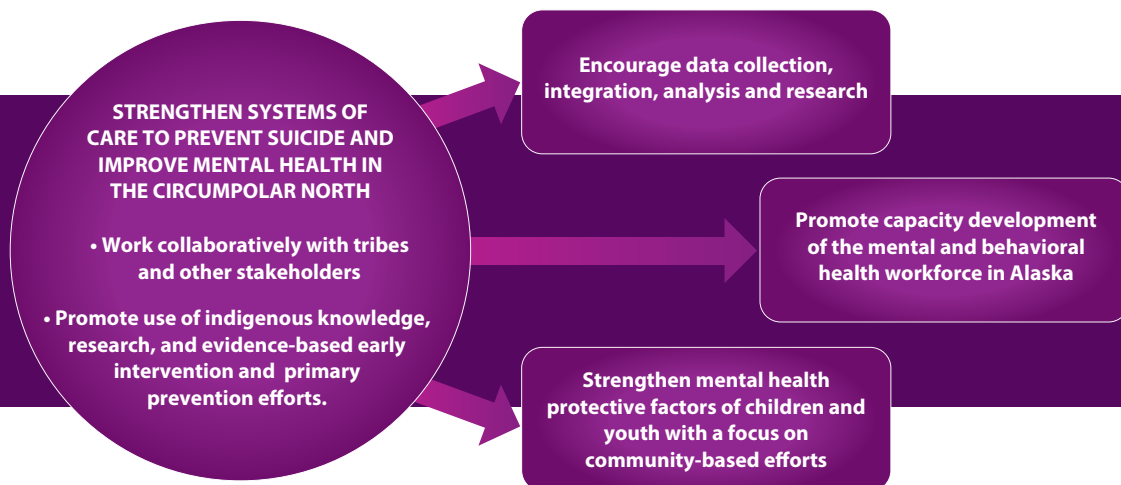 STRENGTHEN SYSTEMS OF
CARE TO PREVENT SUICIDE AND
IMPROVE MENTAL HEALTH IN
THE CIRCUMPOLAR NORTH
• Work collaboratively with tribes
and other stakeholders
• Promote use of indigenous knowledge,
research, and evidence-based early
intervention and primary
prevention efforts.
Encourage data collection,
integration, analysis and research
Promote capacity development
of the mental and behavioral
health workforce in Alaska
Strengthen mental health
protective factors of children and
youth with a focus on
community-based efforts